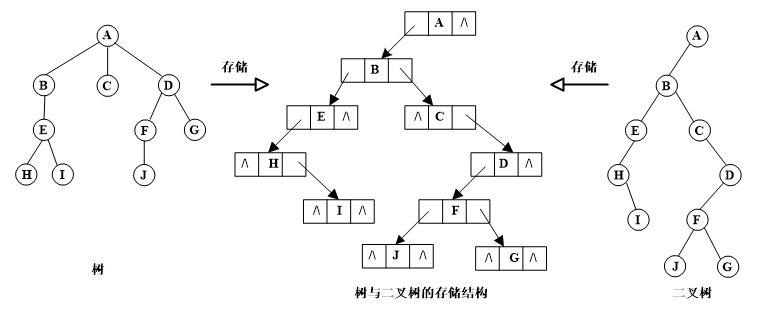 A
B C D
E F G
H I J
树
存储
∧ A ∧
B
E ∧
∧ C
∧ H
D ∧
∧ I ∧
F
∧ J ∧
∧ G ∧
树与二叉树的存储结构
存储
A
B
E C
H D
I F
J G
二叉树